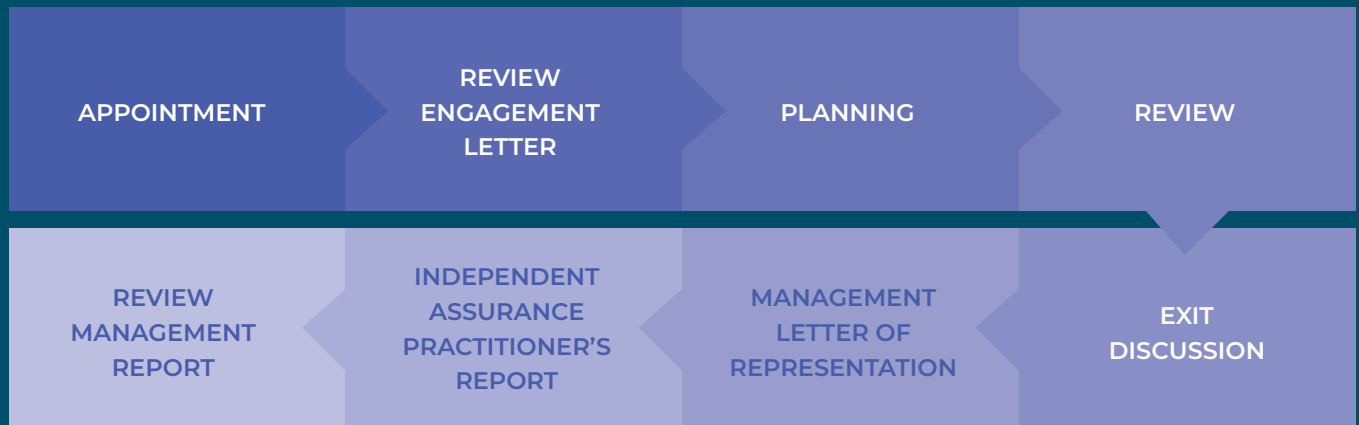 APPOINTMENT
REVIEW
ENGAGEMENT
LETTER
PLANNING
REVIEW
EXIT
DISCUSSION
MANAGEMENT
LETTER OF
REPRESENTATION
INDEPENDENT
ASSURANCE
PRACTITIONER’S
REPORT
REVIEW
MANAGEMENT
REPORT